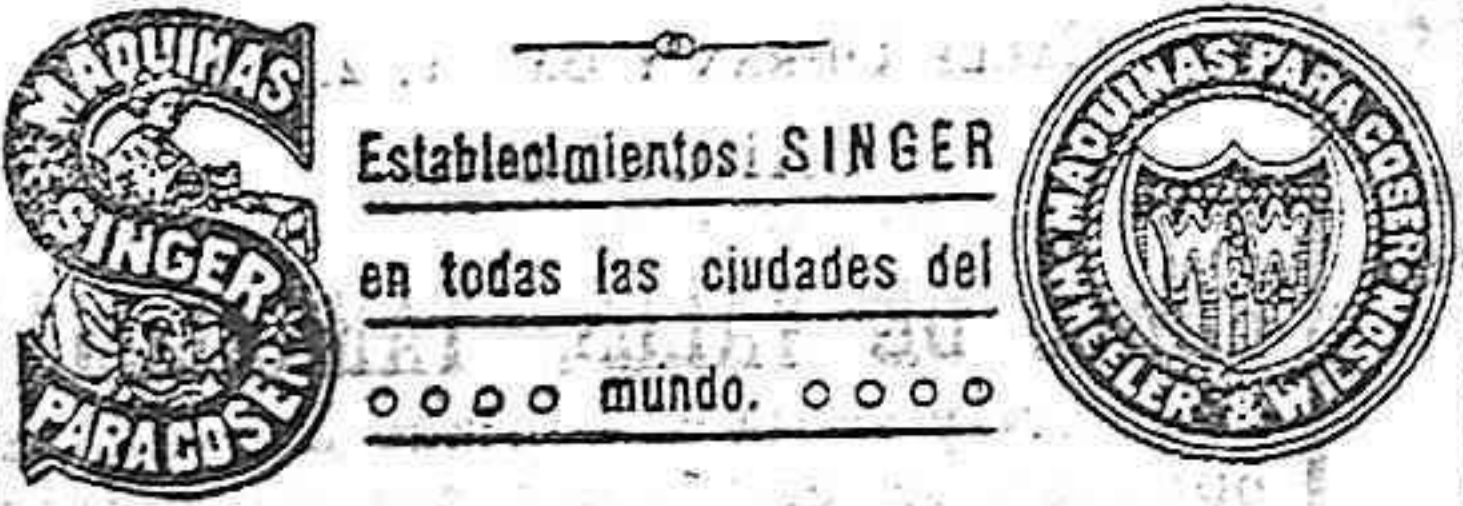 MAQUINAS
SINGER
PARA COSER
Establecimientos SINGER
en todas las ciudades del
mundo.
MAQUINAS PARA COSER
WHEELER & WILSON
W & W